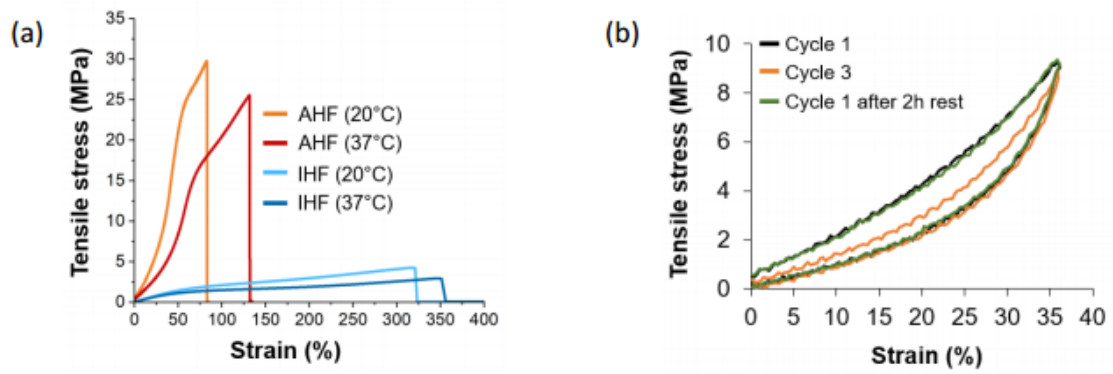 (a)
Tensile stress (MPa)
35
30
25
20
15
10
5
0
AHF (20°C)
AHF (37°C)
IHF (20°C)
IHF (37°C)
0 50 100 150 200 250 300 350 400
Strain (%)
(b)
Tensile stress (MPa)
10
8
6
4
2
0
Cycle 1
Cycle 3
Cycle 1 after 2h rest
0 5 10 15 20 25 30 35 40
Strain (%)